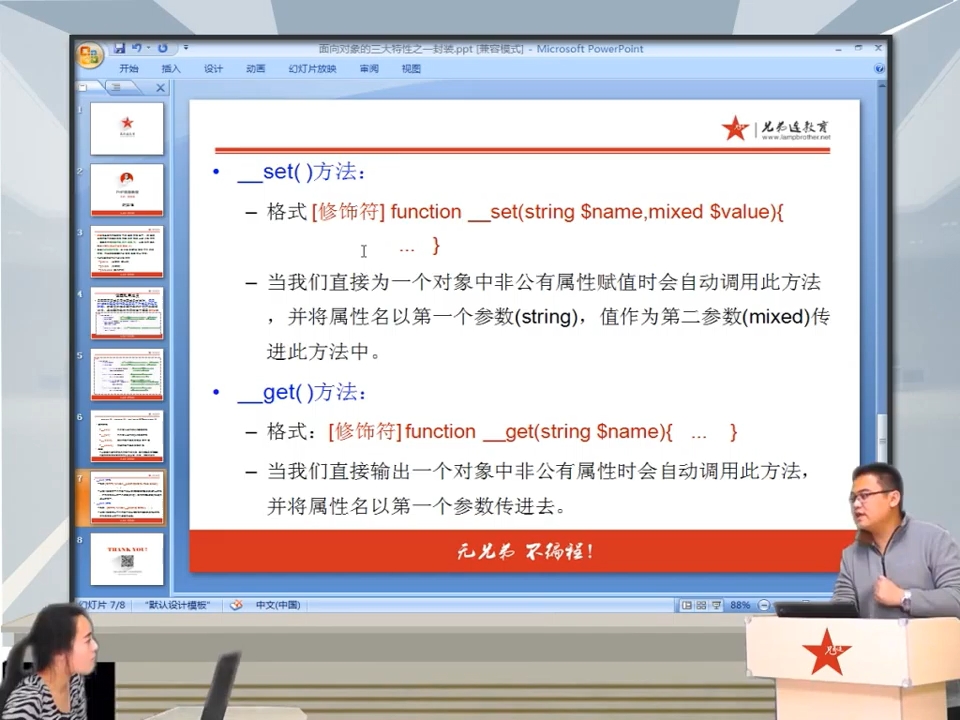 面向对象的三大特性之一封装.ppt [兼容模式] - Microsoft PowerPoint
开始 插入 设计 动画 幻灯片放映 审阅 视图
兄弟连教育
www.lampbrother.net
• __set( )方法：
– 格式 [修饰符] function __set(string $name,mixed $value){
... }
– 当我们直接为一个对象中非公有属性赋值时会自动调用此方法
，并将属性名以第一个参数(string)，值作为第二参数(mixed)传
进此方法中。
• __get( )方法：
– 格式：[修饰符] function __get(string $name){ ... }
– 当我们直接输出一个对象中非公有属性时会自动调用此方法，
并将属性名以第一个参数传进去。
无兄弟 不编程！
1
2
3
4
5
6
7
8
THANK YOU!
幻灯片 7/8 "默认设计模板" 中文(中国) 88%